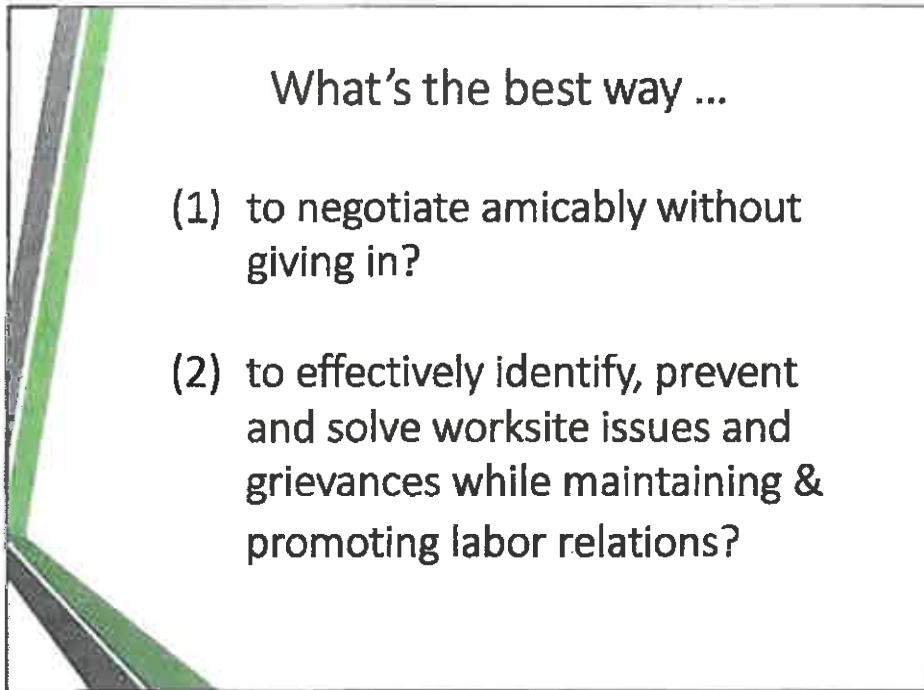 What's the best way ...
(1) to negotiate amicably without
giving in?
(2) to effectively identify, prevent
and solve worksite issues and
grievances while maintaining &
promoting labor relations?